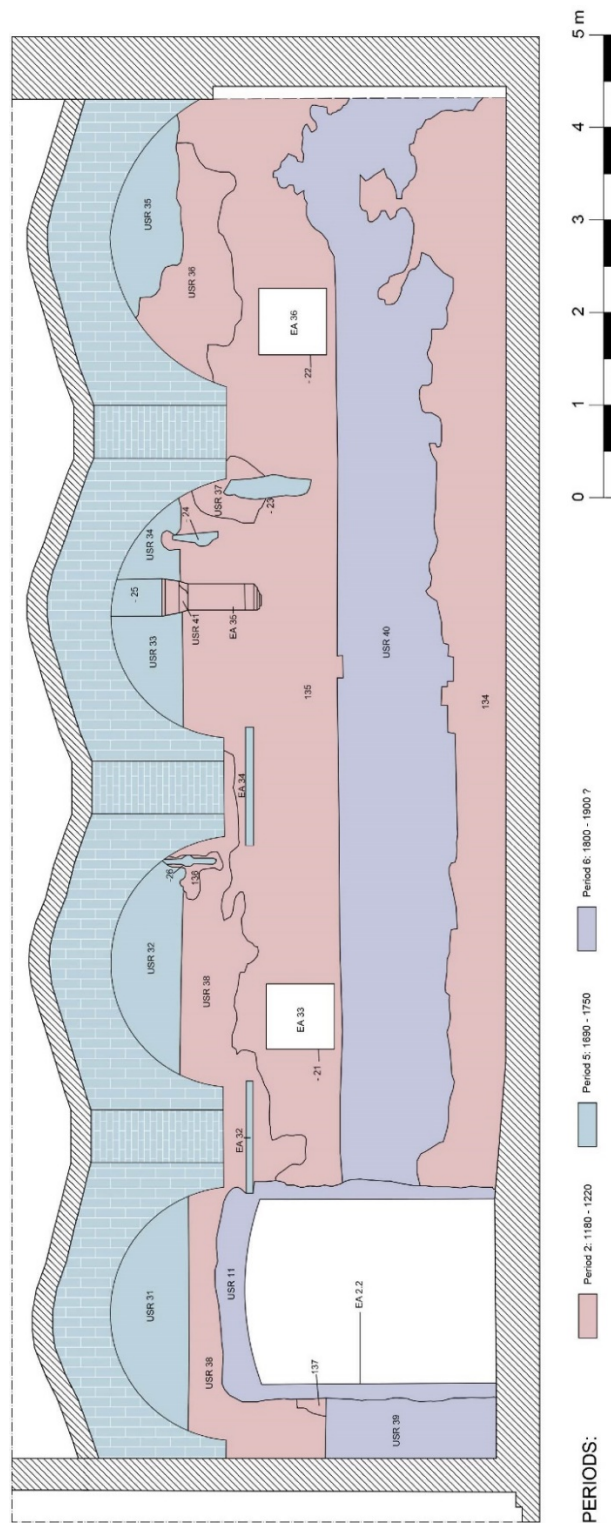 USR 31
USR 32
USR 33
USR 34
USR 35
- 25
- 24
- 26
136
USR 36
USR 37
USR 38
USR 38
USR 41
EA 35
- 23
EA 32
EA 34
USR 11
EA 33
EA 36
- 21
- 22
135
137
EA 2.2
USR 40
USR 39
134
PERIODS:
Period 2: 1180 - 1220
Period 5: 1690 - 1750
Period 6: 1800 - 1900 ?
0 1 2 3 4 5 m